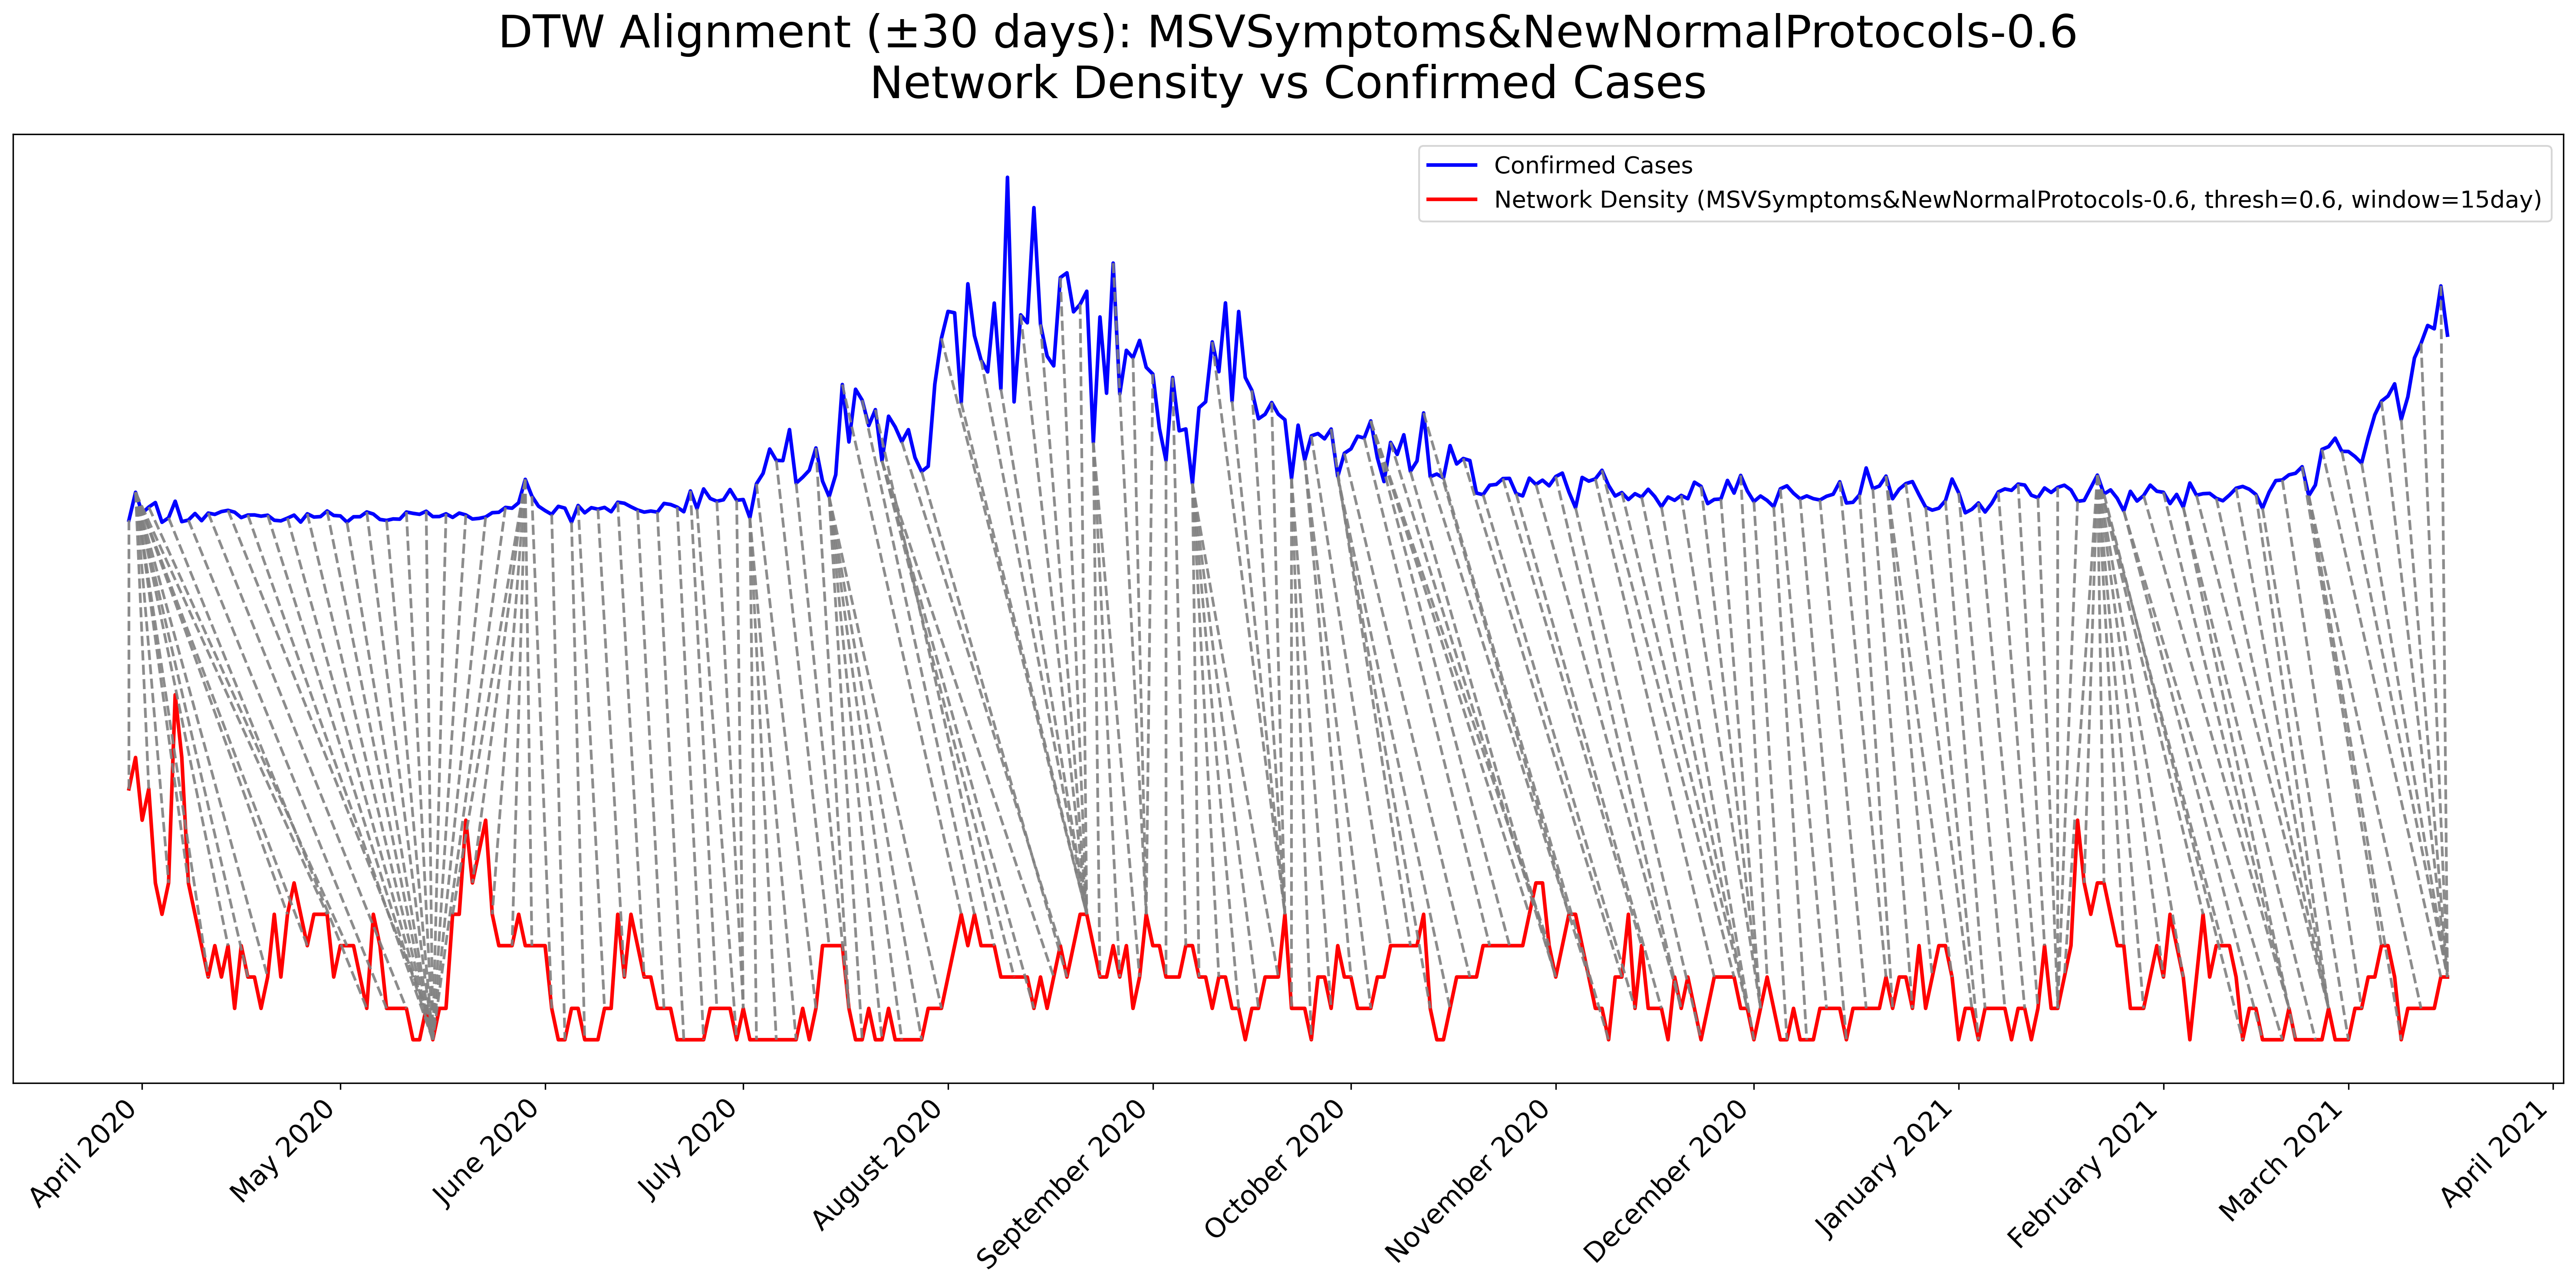 DTW Alignment (±30 days): MSVSymptoms&NewNormalProtocols-0.6
Network Density vs Confirmed Cases
Confirmed Cases
Network Density (MSVSymptoms&NewNormalProtocols-0.6, thresh=0.6, window=15day)
April 2020
May 2020
June 2020
July 2020
August 2020
September 2020
October 2020
November 2020
December 2020
January 2021
February 2021
March 2021
April 2021